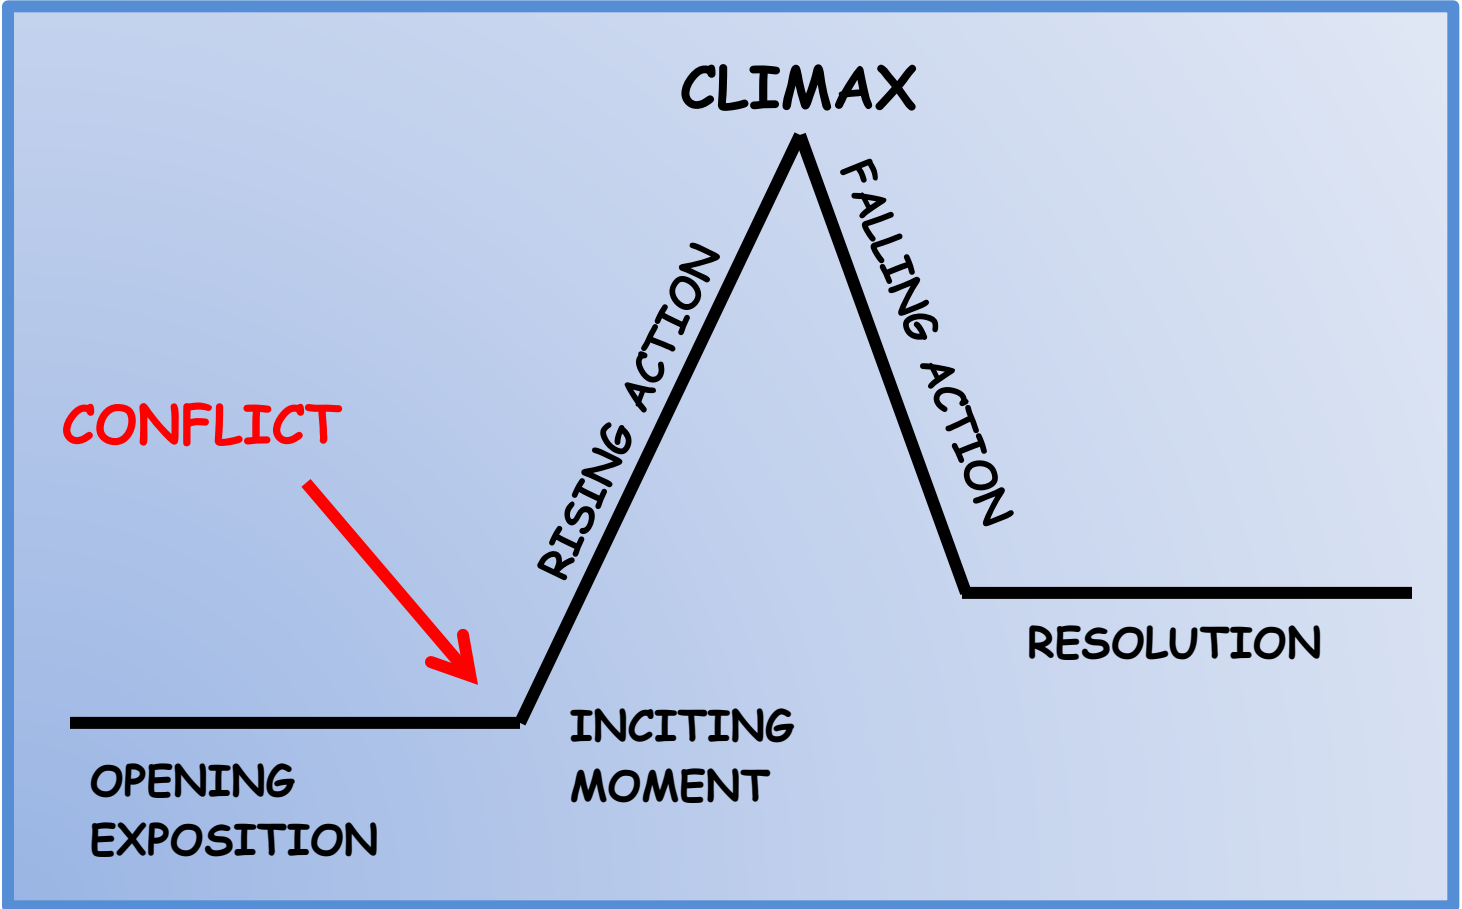 CLIMAX
FALLING ACTION
RISING ACTION
CONFLICT
RESOLUTION
INCITING
MOMENT
OPENING
EXPOSITION